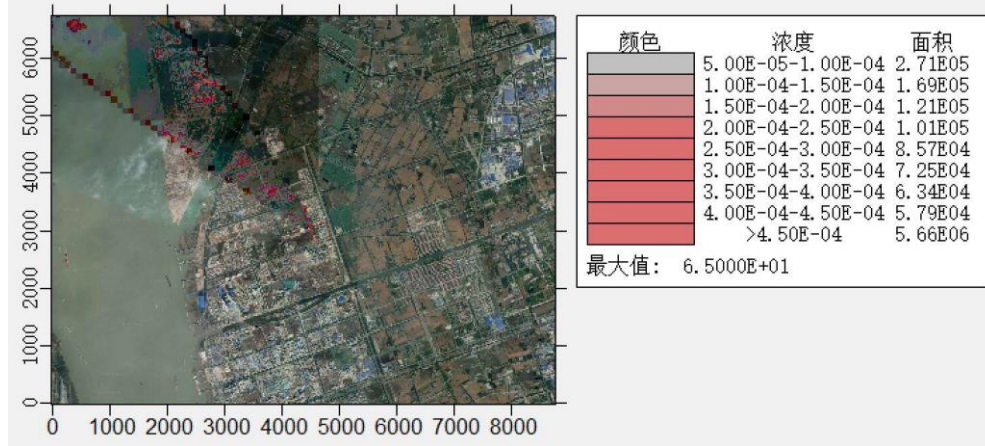 6000
5000
4000
3000
2000
1000
0
0 1000 2000 3000 4000 5000 6000 7000 8000
颜色 浓度 面积
5.00E-05-1.00E-04 2.71E05
1.00E-04-1.50E-04 1.69E05
1.50E-04-2.00E-04 1.21E05
2.00E-04-2.50E-04 1.01E05
2.50E-04-3.00E-04 8.57E04
3.00E-04-3.50E-04 7.25E04
3.50E-04-4.00E-04 6.34E04
4.00E-04-4.50E-04 5.79E04
>4.50E-04 5.66E06
最大值: 6.5000E+01